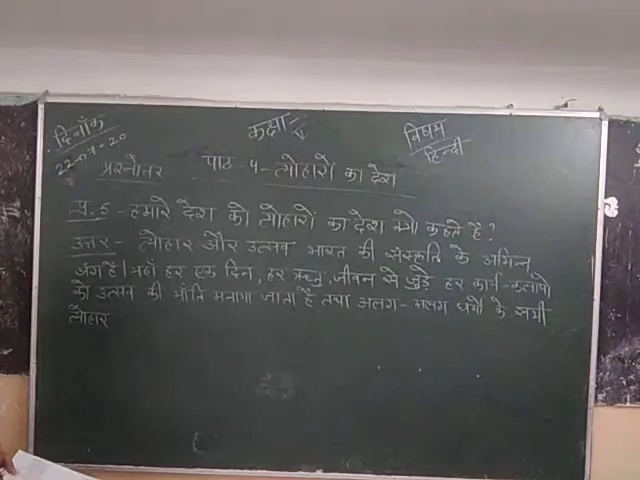 दिनाँक
22-07-20
कक्षा-
विषय
हिन्दी
प्रश्नोत्तर पाठ-4- त्योहारों का देश
प्र.5 - हमारे देश को त्योहारों का देश क्यों कहते है?
उत्तर - त्योहार और उत्सव भारत की संस्कृति के अभिन्न
अंग हैं। यहाँ हर एक दिन, हर ऋतु, जीवन से जुड़े हर कार्य-कलापो
को उत्सव की भाँति मनाया जाता है तथा अलग-अलग धर्मों के सभी
त्योहार